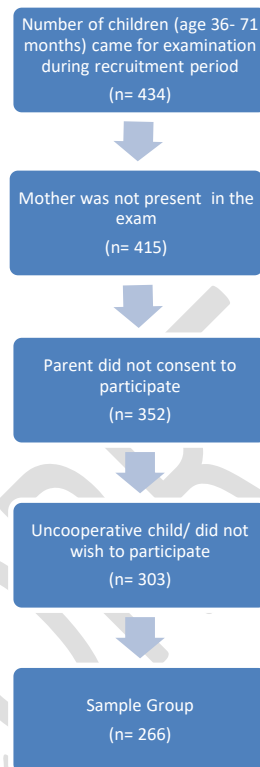 Number of children (age 36- 71
months) came for examination
during recruitment period
(n= 434)
Mother was not present in the
exam
(n= 415)
Parent did not consent to
participate
(n= 352)
Uncooperative child/ did not
wish to participate
(n= 303)
Sample Group
(n= 266)